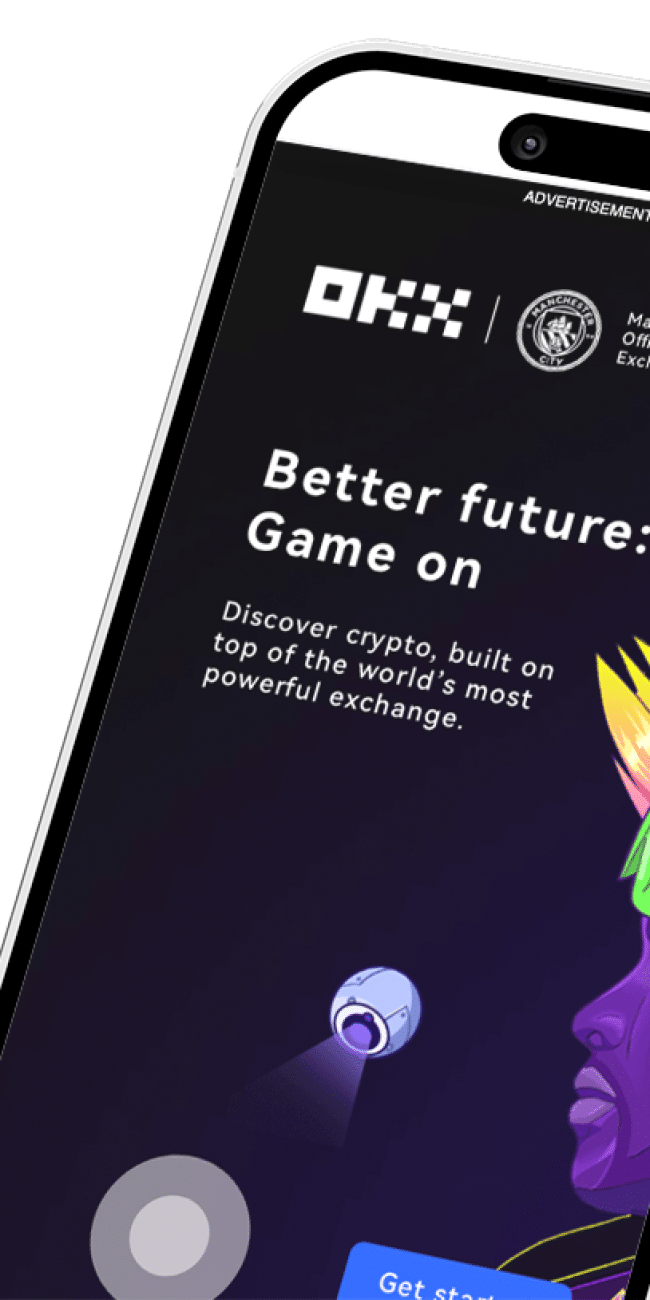 ADVERTISEMENT
OKX
MANCHESTER
CITY
Better future:
Game on
Discover crypto, built on
top of the world's most
powerful exchange.
Get